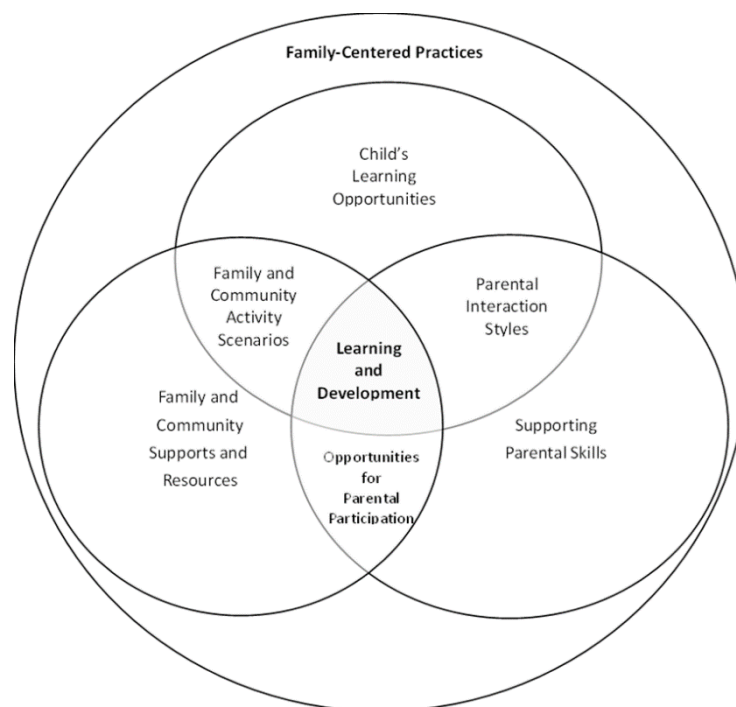 Family-Centered Practices
Child's
Learning
Opportunities
Family and
Community
Activity
Scenarios
Parental
Interaction
Styles
Learning
and
Development
Family and
Community
Supports and
Resources
Supporting
Parental Skills
Opportunities
for
Parental
Participation